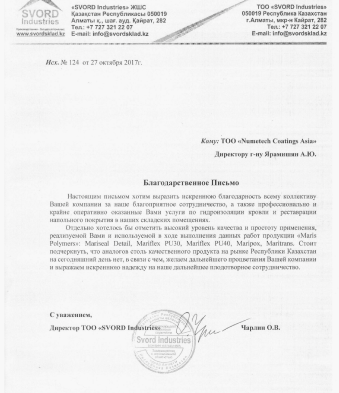 SVORD
Industries
www.svordsklad.kz
«SVORD Industries» ЖШС
Қазақстан Республикасы 050019
Алматы қ., шағ. ауд. Қайрат, 282
Тел.: +7 727 321 22 07
E-mail: info@svordsklad.kz
ТОО «SVORD Industries»
050019 Республика Казахстан
г.Алматы, мкр-н Кайрат, 282
Тел.: +7 727 321 22 07
E-mail: info@svordsklad.kz
Исх. № 124 от 27 октября 2017г.
Кому: ТОО «Numetech Coatings Asia»
Директору г-ну Ярамишян А.Ю.
Благодарственное Письмо
Настоящим письмом хотим выразить искреннюю благодарность всему коллективу
Вашей компании за наше благоприятное сотрудничество, а также профессионально и
крайне оперативно оказанные Вами услуги по гидроизоляции кровли и реставрации
напольного покрытия в наших складских помещениях.
Отдельно хотелось бы отметить высокий уровень качества и простоту применения,
реализуемой Вами и используемой в ходе выполнения данных работ продукции «Maris
Polymers»: Mariseal Detail, Mariflex PU30, Mariflex PU40, Maripox, Maritrans. Стоит
подчеркнуть, что аналогов столь качественного продукта на рынке Республики Казахстан
на сегодняшний день нет, в связи с чем, желаем дальнейшего процветания Вашей компании
и выражаем искреннюю надежду на наше дальнейшее плодотворное сотрудничество.
С уважением,
Директор ТОО «SVORD Industries»
Чарлин О.В.
Svord Industries